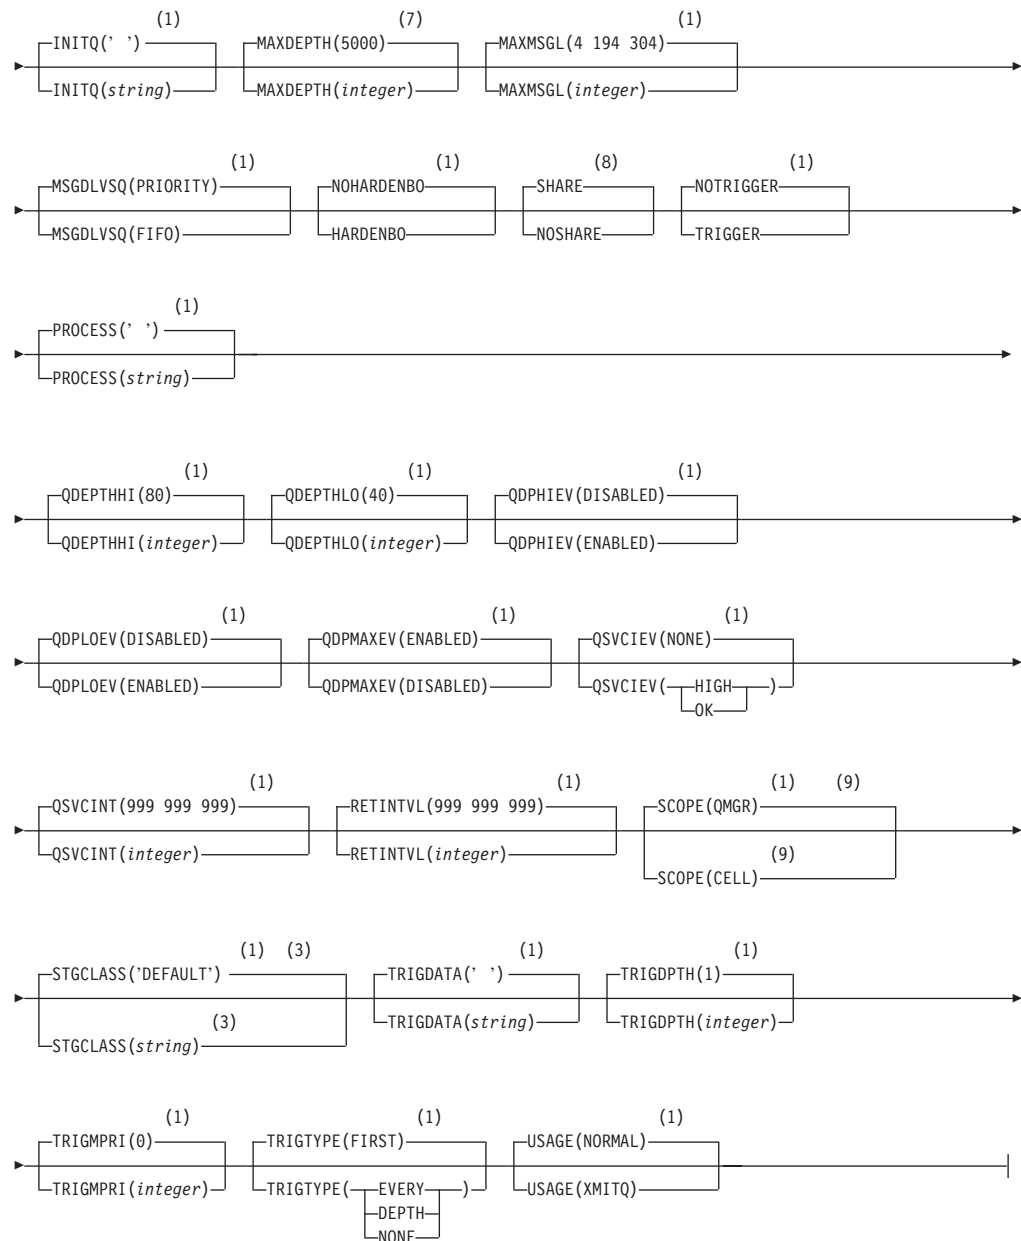 (1) (7) (1)
INITQ(' ') MAXDEPTH(5000) MAXMSGL(4 194 304)
INITQ(string) MAXDEPTH(integer) MAXMSGL(integer)
(1) (1) (8) (1)
MSGDLVSQ(PRIORITY) NOHARDENBO SHARE NOTRIGGER
MSGDLVSQ(FIFO) HARDENBO NOSHARE TRIGGER
(1)
PROCESS(' ')
PROCESS(string)
(1) (1) (1)
QDEPTHHI(80) QDEPTHLO(40) QDPHIEV(DISABLED)
QDEPTHHI(integer) QDEPTHLO(integer) QDPHIEV(ENABLED)
(1) (1) (1)
QDPLOEV(DISABLED) QDPMAXEV(ENABLED) QSVCIEV(NONE)
QDPLOEV(ENABLED) QDPMAXEV(DISABLED) QSVCIEV( HIGH )
OK
(1) (1) (1) (9)
QSVCINT(999 999 999) RETINTVL(999 999 999) SCOPE(QMGR)
QSVCINT(integer) RETINTVL(integer) (9)
SCOPE(CELL)
(1) (3) (1) (1)
STGCLASS('DEFAULT') TRIGDATA(' ') TRIGDPTH(1)
(3) TRIGDATA(string) TRIGDPTH(integer)
STGCLASS(string)
(1) (1) (1)
TRIGMPRI(0) TRIGTYPE(FIRST) USAGE(NORMAL)
TRIGMPRI(integer) TRIGTYPE( EVERY ) USAGE(XMITQ)
DEPTH
NONE